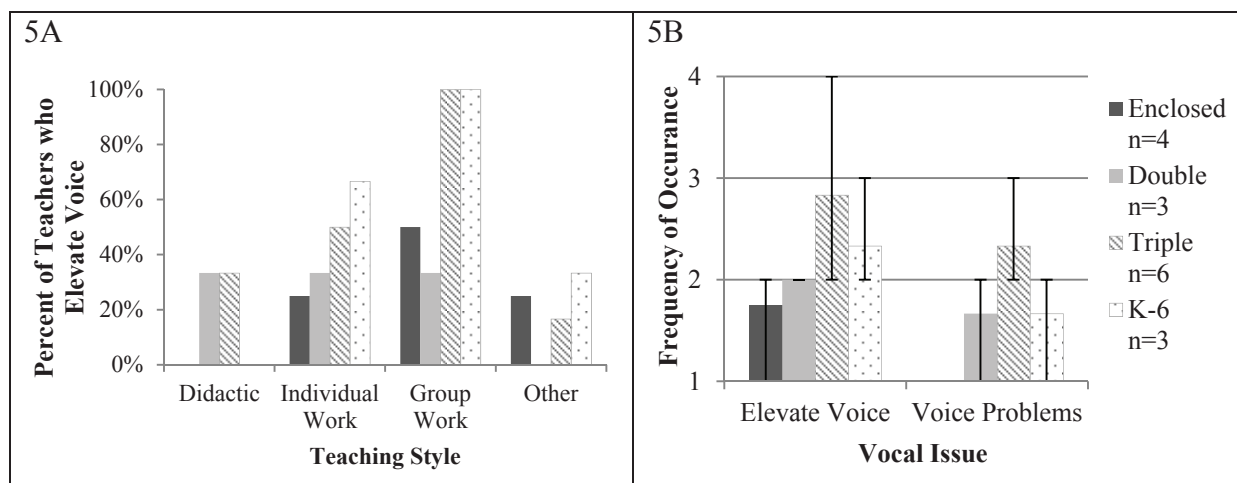 5A
Percent of Teachers who
Elevate Voice
100%
80%
60%
40%
20%
0%
Didactic
Individual
Work
Group
Work
Other
Teaching Style
5B
Frequency of Occurance
4
3
2
1
Elevate Voice
Voice Problems
Vocal Issue
Enclosed
n=4
Double
n=3
Triple
n=6
K-6
n=3